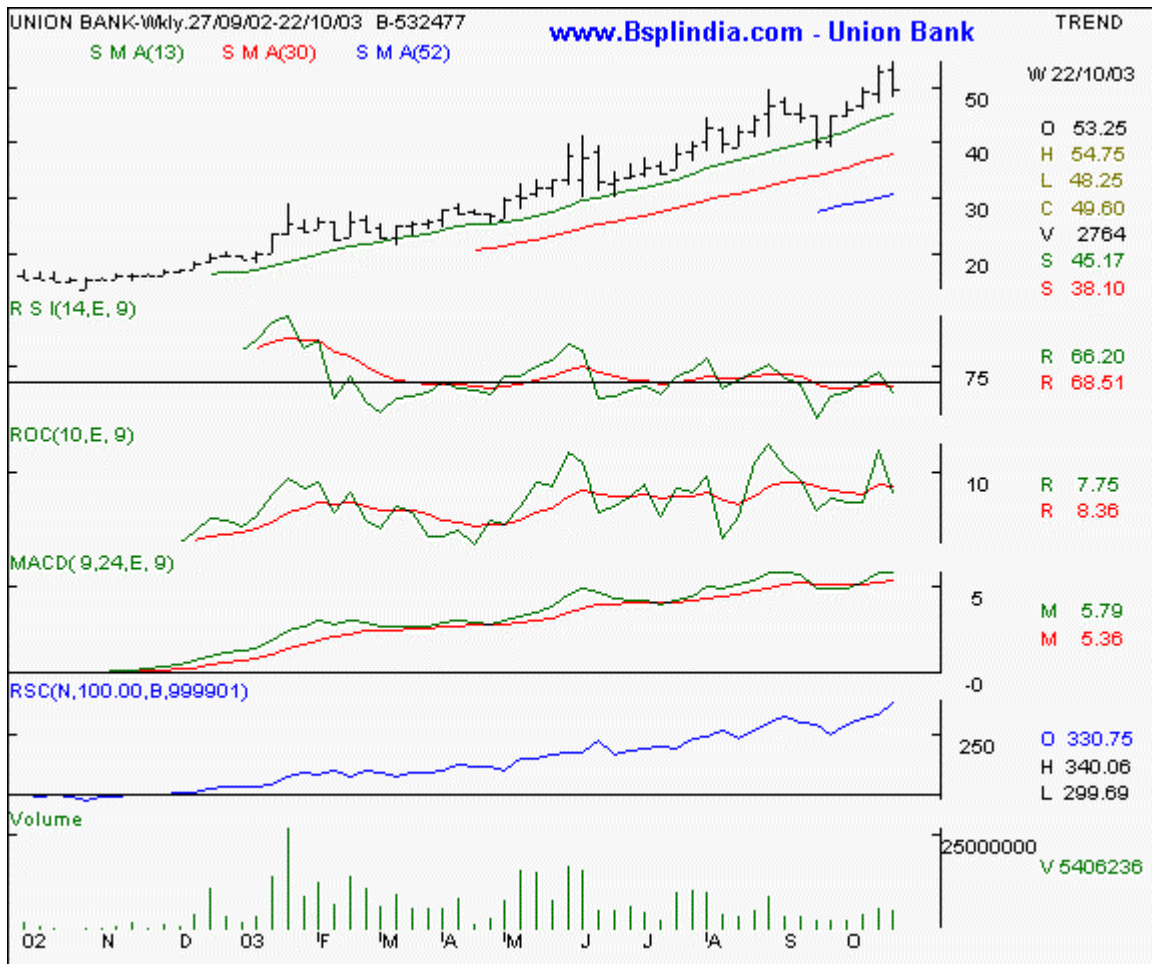 UNION BANK-Wkly.27/09/02-22/10/03 B-532477
www.Bsplindia.com - Union Bank
TREND
S M A(13) S M A(30) S M A(52)
W 22/10/03
50
40
30
20
O 53.25
H 54.75
L 48.25
C 49.60
V 2764
S 45.17
S 38.10
R S I(14,E, 9)
75
R 66.20
R 68.51
ROC(10,E, 9)
10
R 7.75
R 8.36
MACD( 9,24,E, 9)
5
-0
M 5.79
M 5.36
RSC(N,100.00,B,999901)
250
O 330.75
H 340.06
L 299.69
Volume
25000000
V 5406236
02 N D 03 'F 'M 'A 'M J J 'A S O